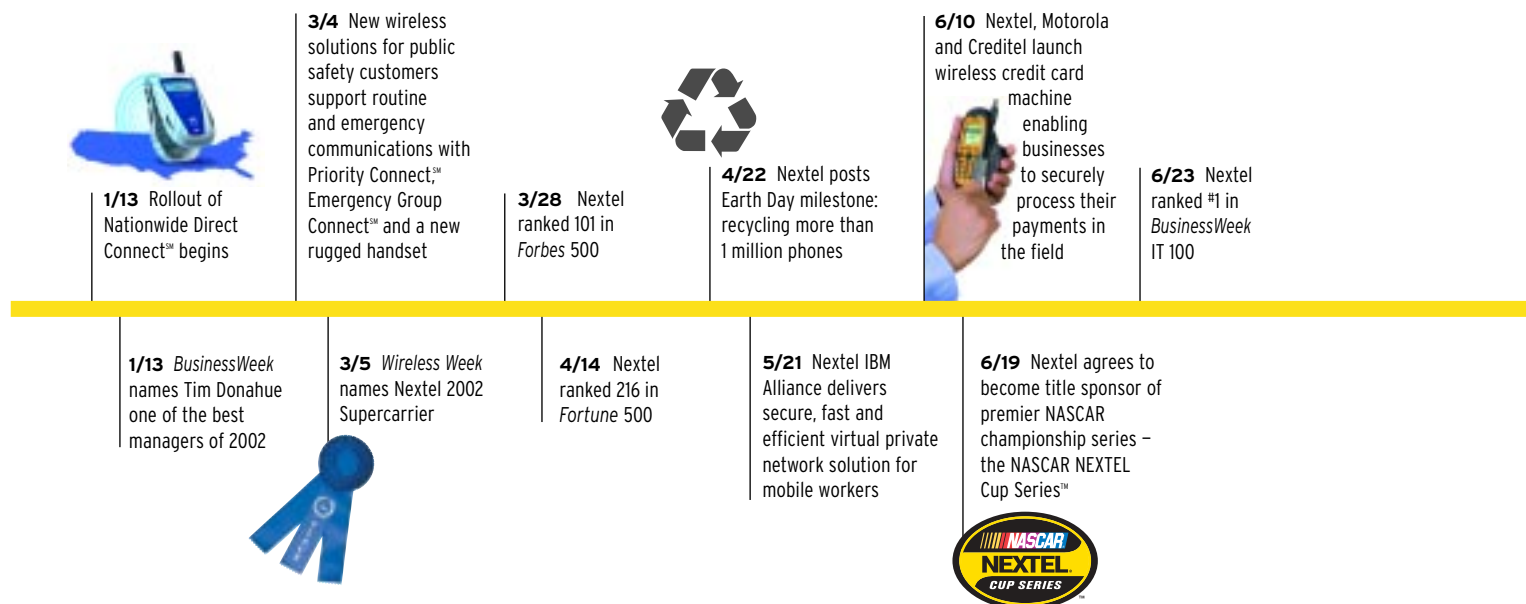 1/13 Rollout of
Nationwide Direct
Connect℠ begins
3/4 New wireless
solutions for public
safety customers
support routine
and emergency
communications with
Priority Connect,℠
Emergency Group
Connect℠ and a new
rugged handset
3/28 Nextel
ranked 101 in
Forbes 500
4/22 Nextel posts
Earth Day milestone:
recycling more than
1 million phones
6/10 Nextel, Motorola
and Creditel launch
wireless credit card
machine
enabling
businesses
to securely
process their
payments in
the field
6/23 Nextel
ranked #1 in
BusinessWeek
IT 100
1/13 BusinessWeek
names Tim Donahue
one of the best
managers of 2002
3/5 Wireless Week
names Nextel 2002
Supercarrier
4/14 Nextel
ranked 216 in
Fortune 500
5/21 Nextel IBM
Alliance delivers
secure, fast and
efficient virtual private
network solution for
mobile workers
6/19 Nextel agrees to
become title sponsor of
premier NASCAR
championship series –
the NASCAR NEXTEL
Cup Series™
NASCAR
NEXTEL.
CUP SERIES
™